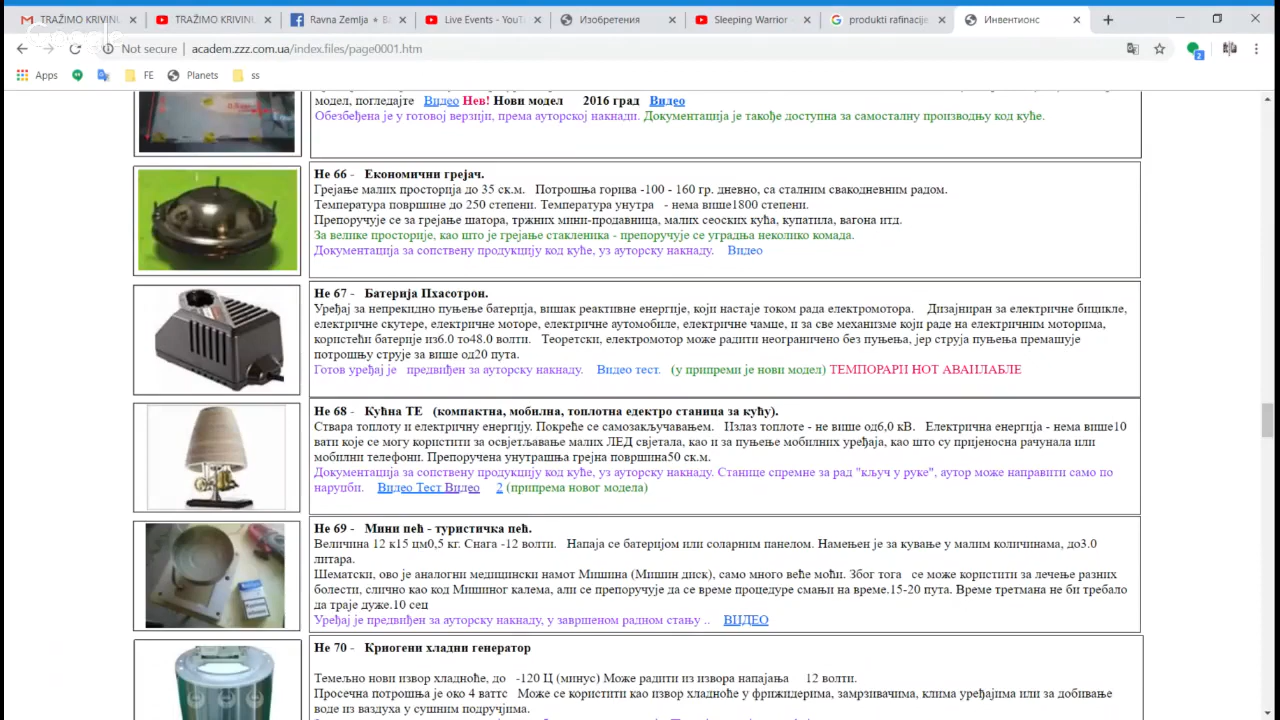 TRAŽIMO KRIVINU
TRAŽIMO KRIVIN
Ravna Zemlja ★ B
Live Events - YouT
Изобретения
Sleeping Warrior -
produkti rafinacije
Инвентионс
Google
Not secure
academ.zzz.com.ua/index.files/page0001.htm
2
Apps
FE
Planets
ss
модел, погледајте Видео Нев! Нови модел 2016 град Видео
Обезбеђена је у готовој верзији, према ауторској накнади. Документација је такође доступна за самосталну производњу код куће.
Не 66 - Економични грејач.
Грејање малих просторија до 35 ск.м. Потрошња горива -100 - 160 гр. дневно, са сталним свакодневним радом.
Температура површине до 250 степени. Температура унутра - нема више1800 степени.
Препоручује се за грејање шатора, тржних мини-продавница, малих сеоских кућа, купатила, вагона итд.
За велике просторије, као што је грејање стакленика - препоручује се уградња неколико комада.
Документација за сопствену продукцију код куће, уз ауторску накнаду. Видео
Не 67 - Батерија Пхасотрон.
Уређај за непрекидно пуњење батерија, вишак реактивне енергије, који настаје током рада електромотора. Дизајниран за електричне бицикле,
електричне скутере, електричне моторе, електричне аутомобиле, електричне чамце, и за све механизме који раде на електричним моторима,
користећи батерије из6.0 то48.0 волти. Теоретски, електромотор може радити неограничено без пуњења, јер струја пуњења премашује
потрошњу струје за више од20 пута.
Готов уређај је предвиђен за ауторску накнаду. Видео тест. (у припреми је нови модел) ТЕМПОРАРИ НОТ АВАИЛАБЛЕ
Не 68 - Кућна ТЕ (компактна, мобилна, топлотна едектро станица за кућу).
Ствара топлоту и електричну енергију. Покреће се самозакључавањем. Излаз топлоте - не више од6,0 кВ. Електрична енергија - нема више10
вати које се могу користити за осветљавање малих ЛЕД свјетала, као и за пуњење мобилних уређаја, као што су пријеносна рачунала или
мобилни телефони. Препоручена унутрашња грејна површина50 ск.м.
Документација за сопствену продукцију код куће, уз ауторску накнаду. Станице спремне за рад "кључ у руке", аутор може направити само по
наруџби. Видео Тест Видео 2 (припрема новог модела)
Не 69 - Мини пећ - туристичка пећ.
Величина 12 к15 цм0,5 кг. Снага -12 волти. Напаја се батеријом или соларним панелом. Намењен је за кување у малим количинама, до3.0
литара.
Шематски, ово је аналогни медицински намот Мишина (Мишин диск), само много веће моћи. Због тога се може користити за лечење разних
болести, слично као код Мишиног калема, али се препоручује да се време процедуре смањи на време.15-20 пута. Време третмана не би требало
да траје дуже.10 сец
Уређај је предвиђен за ауторску накнаду, у завршеном радном стању .. ВИДЕО
Не 70 - Криогени хладни генератор
Темељно нови извор хладноће, до -120 Ц (минус) Може радити из извора напајања 12 волти.
Просечна потрошња је око 4 ваттс Може се користити као извор хладноће у фрижидерима, замрзивачима, клима уређајима или за добивање
воде из ваздуха у сушним подручјима.